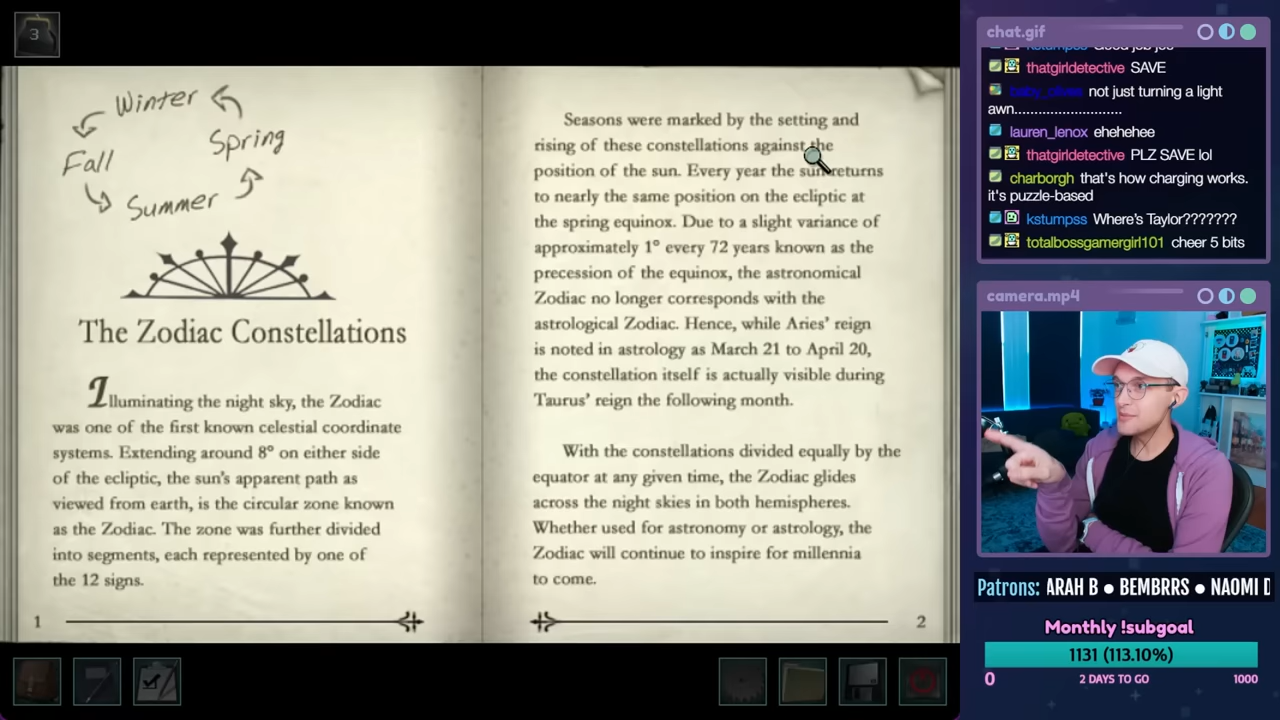 3
Winter
Spring
Fall
Summer
The Zodiac Constellations
Illuminating the night sky, the Zodiac
was one of the first known celestial coordinate
systems. Extending around 8° on either side
of the ecliptic, the sun's apparent path as
viewed from earth, is the circular zone known
as the Zodiac. The zone was further divided
into segments, each represented by one of
the 12 signs.
1
Seasons were marked by the setting and
rising of these constellations against the
position of the sun. Every year the sun returns
to nearly the same position on the ecliptic at
the spring equinox. Due to a slight variance of
approximately 1° every 72 years known as the
precession of the equinox, the astronomical
Zodiac no longer corresponds with the
astrological Zodiac. Hence, while Aries' reign
is noted in astrology as March 21 to April 20,
the constellation itself is actually visible during
Taurus' reign the following month.
With the constellations divided equally by the
equator at any given time, the Zodiac glides
across the night skies in both hemispheres.
Whether used for astronomy or astrology, the
Zodiac will continue to inspire for millennia
to come.
2
chat.gif
kstumpss Good job joe
thatgirldetective SAVE
baby_olives not just turning a light
awn............................
lauren_lenox ehehehee
thatgirldetective PLZ SAVE lol
charborgh that's how charging works.
it's puzzle-based
kstumpss Where's Taylor???????
totalbossgamergirl101 cheer 5 bits
camera.mp4
Patrons: ARAH B ● BEMBRRS ● NAOMI D
Monthly !subgoal
1131 (113.10%)
0 2 DAYS TO GO 1000